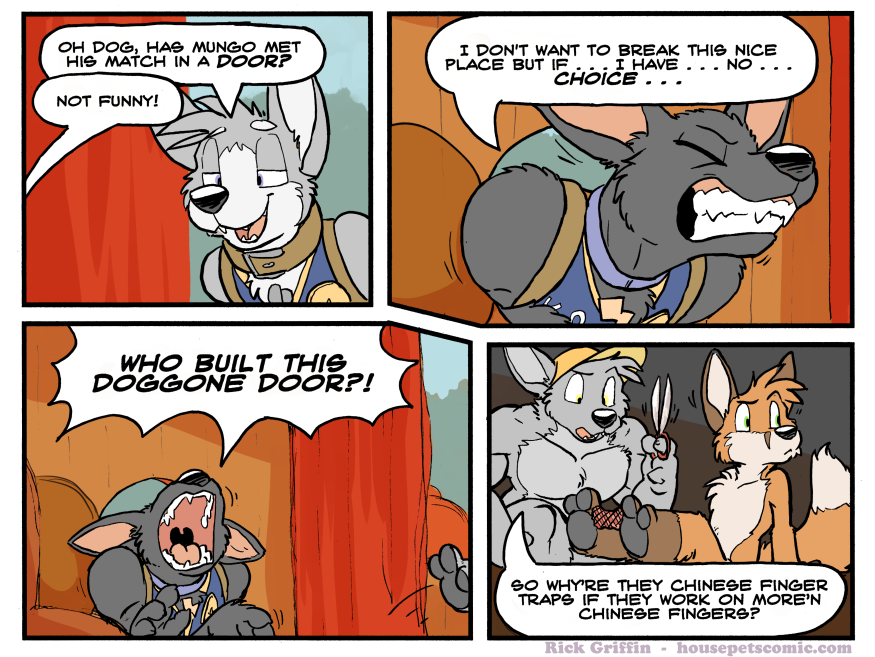 OH DOG, HAS MUNGO MET
HIS MATCH IN A DOOR?
NOT FUNNY!
I DON'T WANT TO BREAK THIS NICE
PLACE BUT IF . . . I HAVE . . . NO . . .
CHOICE . . .
WHO BUILT THIS
DOGGONE DOOR?!
SO WHY'RE THEY CHINESE FINGER
TRAPS IF THEY WORK ON MORE'N
CHINESE FINGERS?
Rick Griffin - housepetscomic.com